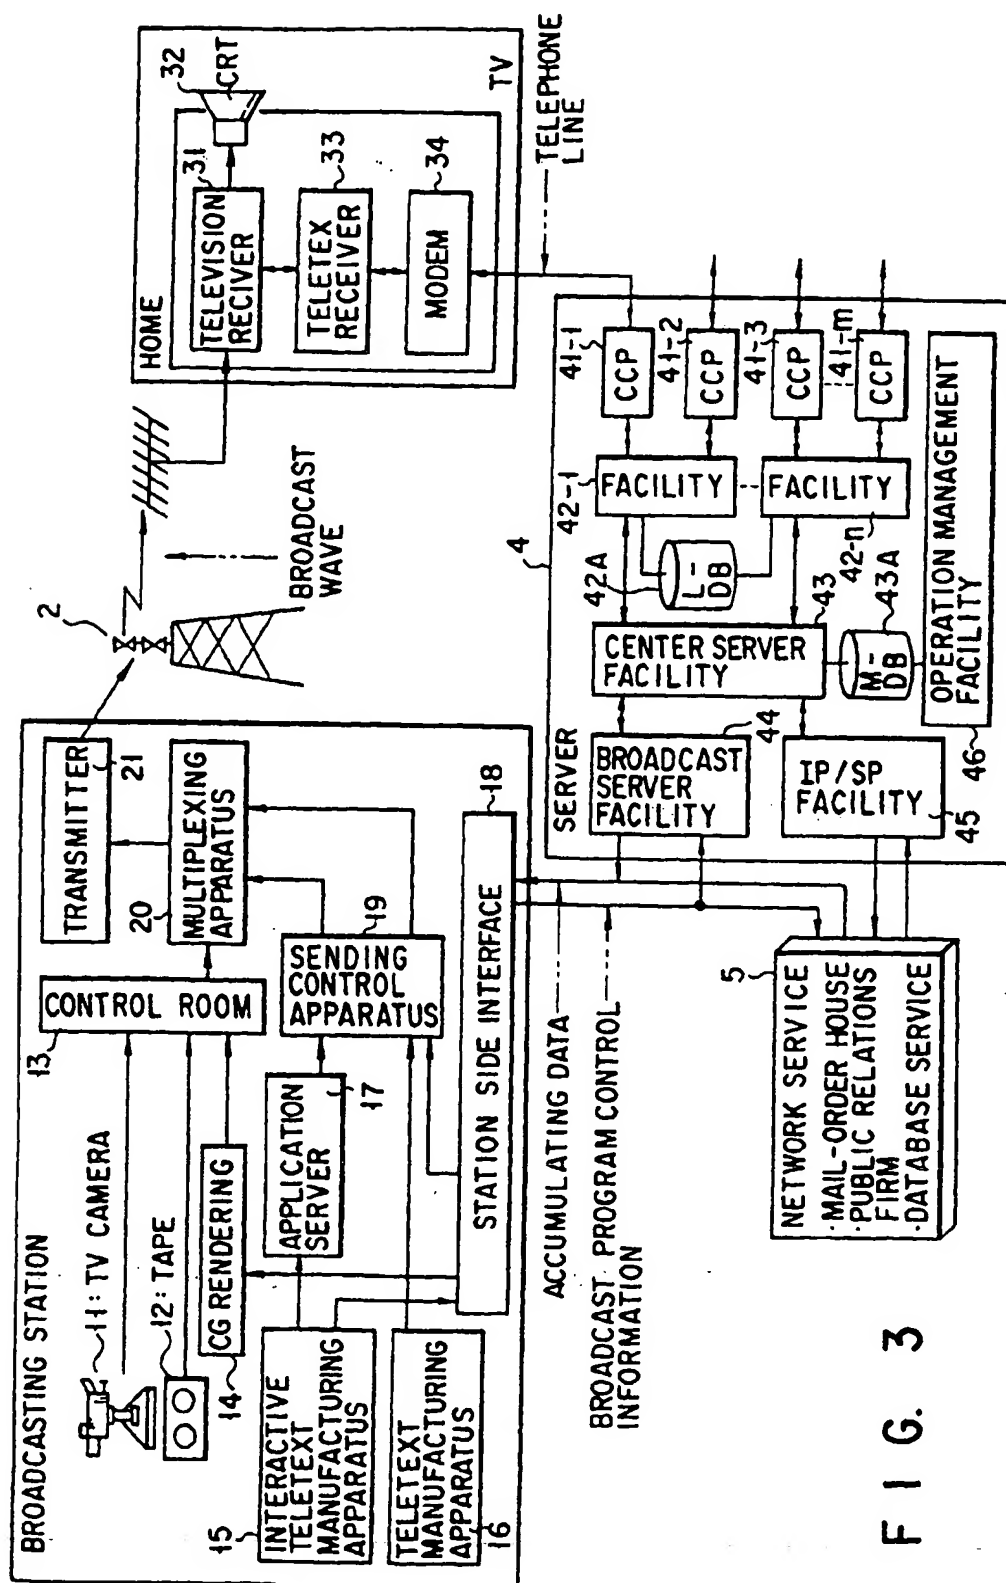 BROADCASTING STATION
11: TV CAMERA
12: TAPE
13
CONTROL ROOM
TRANSMITTER
21
20
MULTIPLEXING
APPARATUS
CG RENDERING
14
15
INTERACTIVE
TELETEXT
MANUFACTURING
APPARATUS
APPLICATION
SERVER
17
SENDING
CONTROL
APPARATUS
19
TELETEXT
MANUFACTURING
APPARATUS
16
STATION SIDE INTERFACE
18
2
BROADCAST
WAVE
HOME
TELEVISION
RECIVER
31
32
CRT
TELETEX
RECEIVER
33
MODEM
34
TV
TELEPHONE
LINE
ACCUMULATING DATA
BROADCAST PROGRAM CONTROL
INFORMATION
SERVER
4
BROADCAST
SERVER
FACILITY
44
IP/SP
FACILITY
45
CENTER SERVER
FACILITY
43
42A
L-
DB
M-
DB
43A
42-1
FACILITY
FACILITY
42-n
41-1
CCP
41-2
CCP
41-3
CCP
41-m
CCP
OPERATION MANAGEMENT
FACILITY
46
5
NETWORK SERVICE
·MAIL-ORDER HOUSE
·PUBLIC RELATIONS
FIRM
·DATABASE SERVICE
FIG. 3